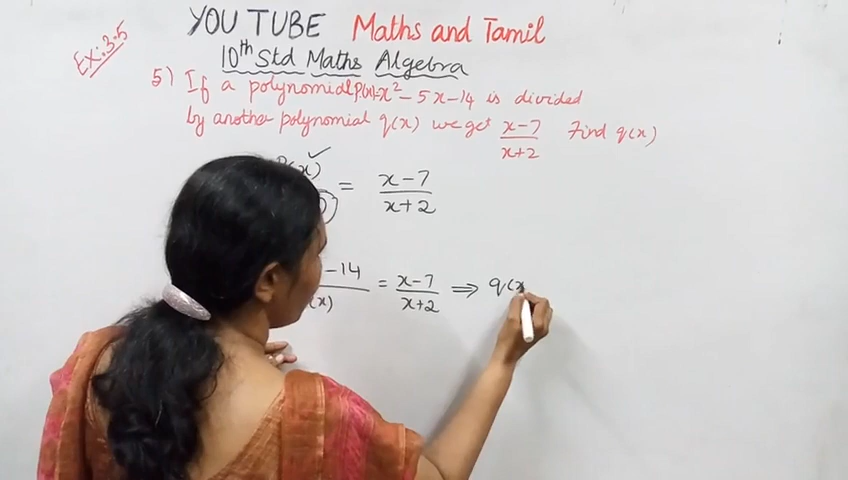 YOU TUBE Maths and Tamil
Ex:3.5
10th Std Maths Algebra
5) If a polynomial P(x)=x² - 5x-14 is divided
by another polynomial q(x) we get x-7/x+2 Find q(x)
(x) ✓ = x-7/x+2
-14/(x) = x-7/x+2 ⇒ q(x